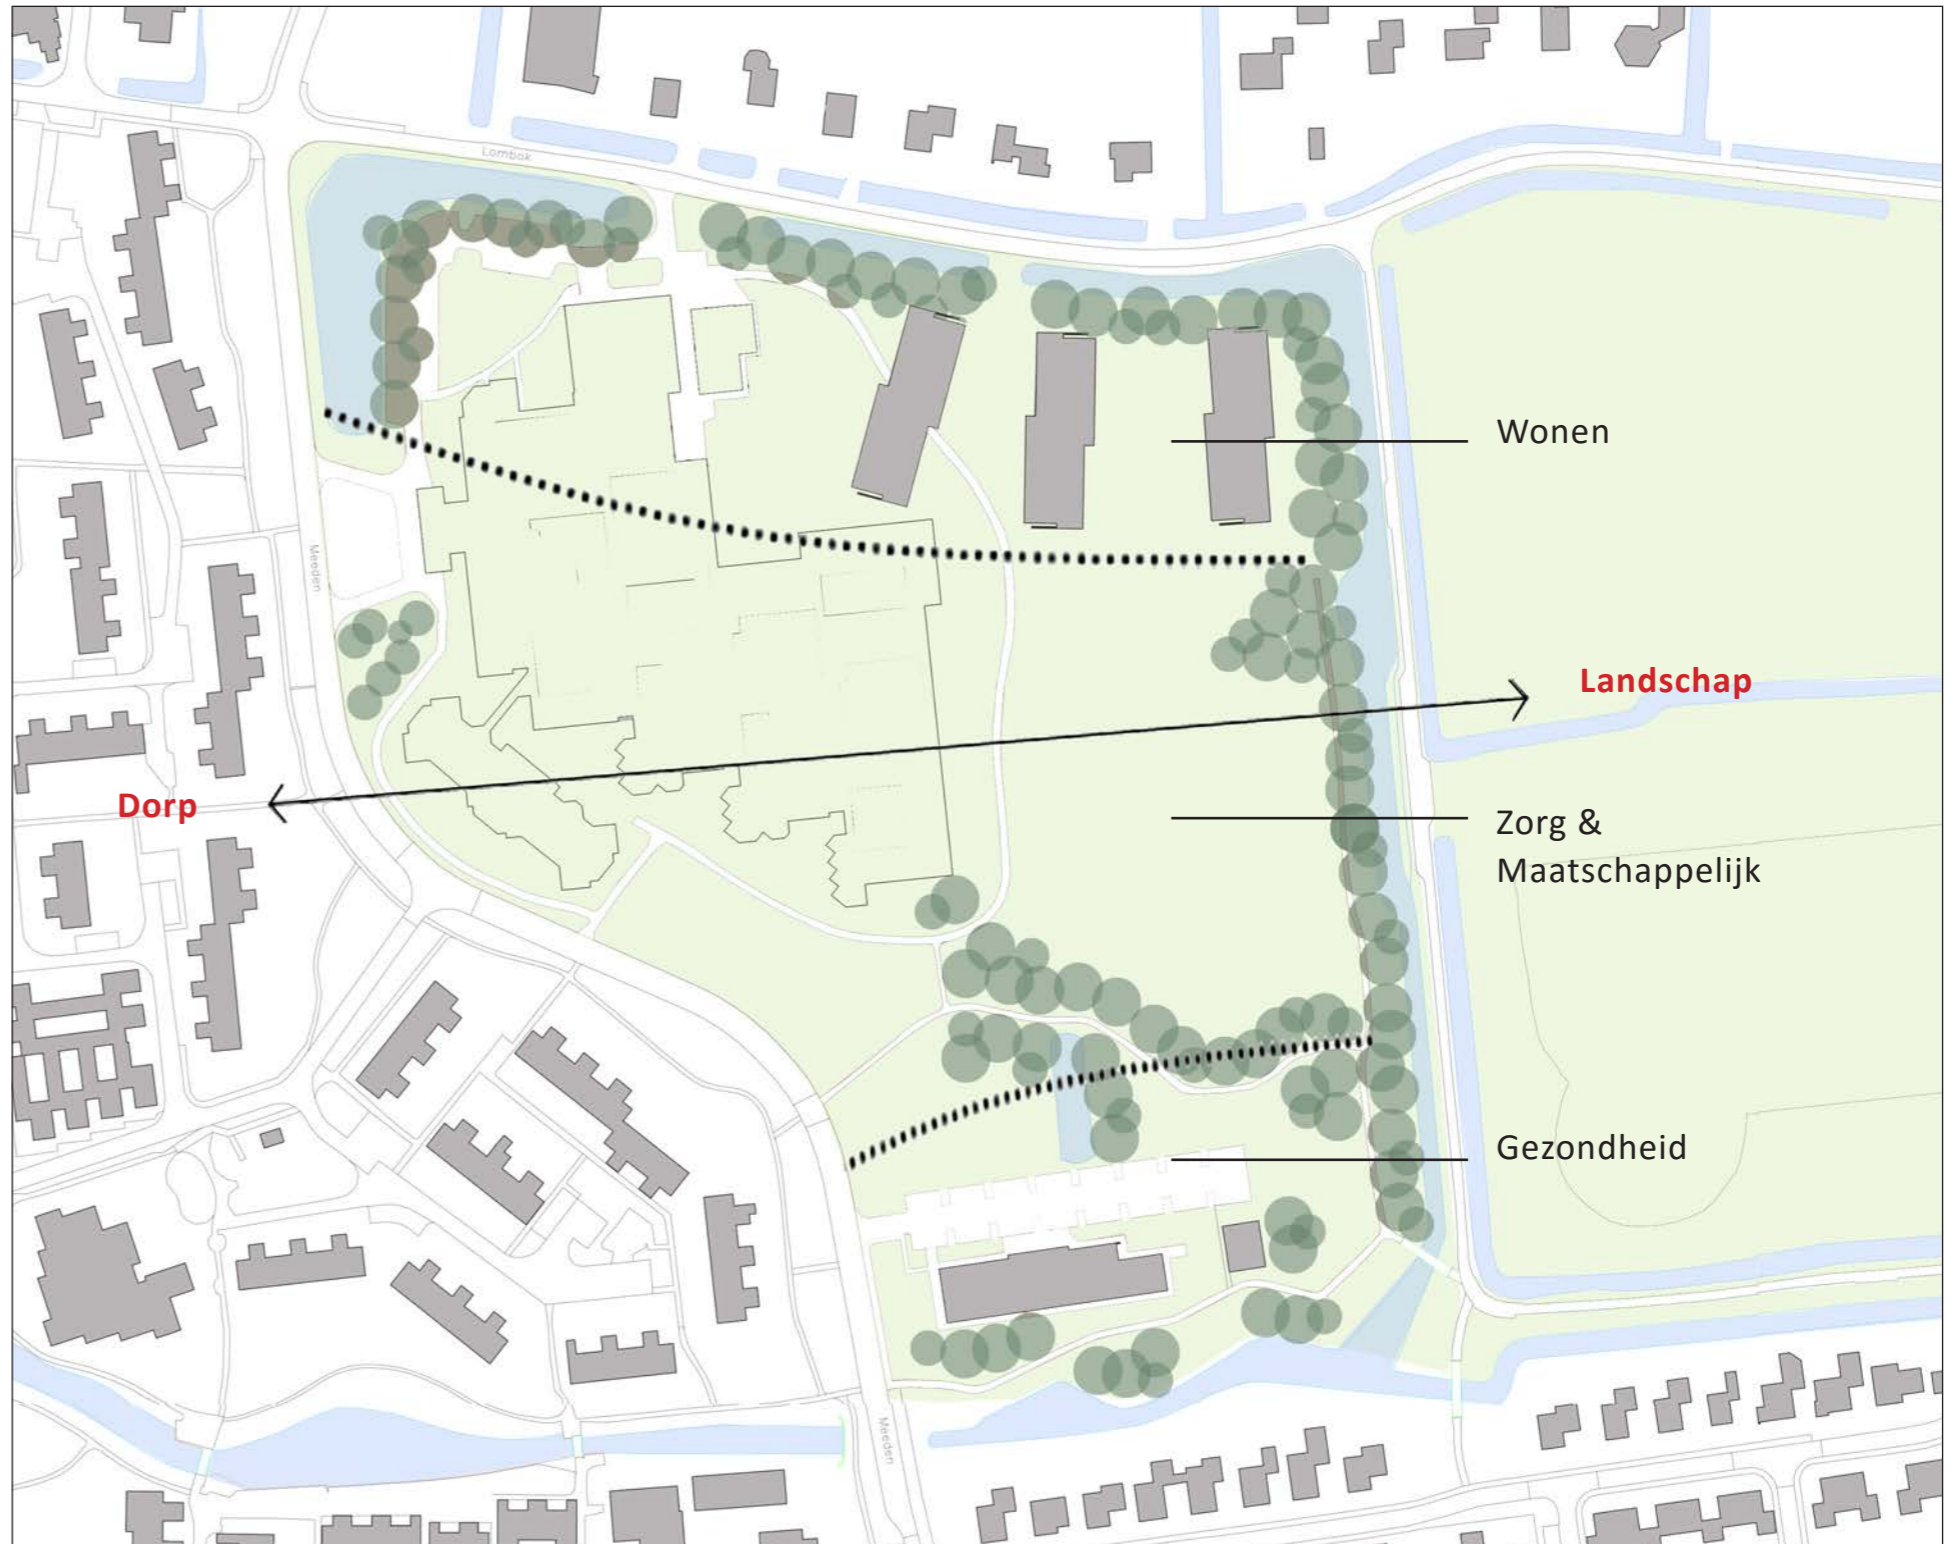 Lombok
Wonen
Meeden
Landschap
Dorp
Zorg &
Maatschappelijk
Gezondheid
Meeden